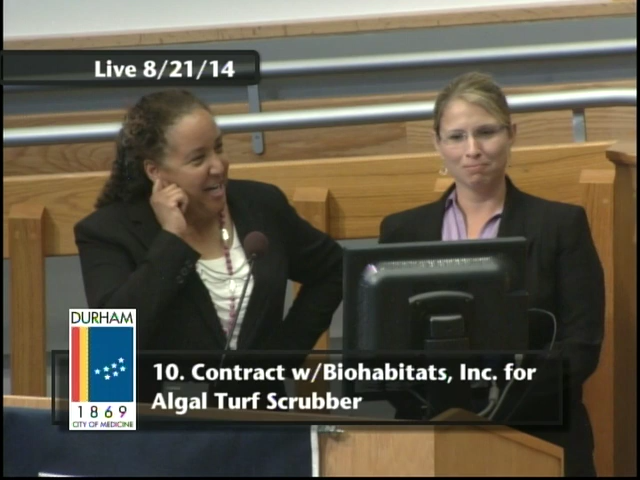 Live 8/21/14
DURHAM
1869
CITY OF MEDICINE
10. Contract w/Biohabitats, Inc. for
Algal Turf Scrubber